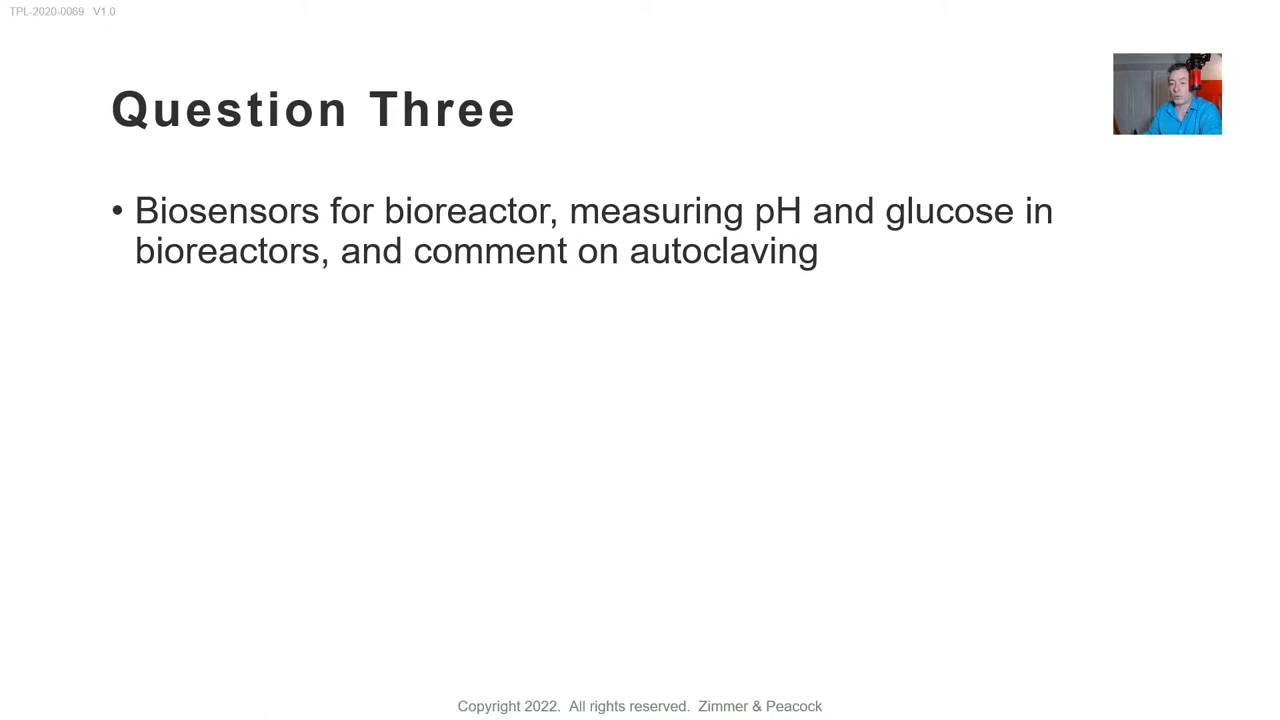 TPL-2020-0069 V1.0
Question Three
• Biosensors for bioreactor, measuring pH and glucose in
bioreactors, and comment on autoclaving
Copyright 2022. All rights reserved. Zimmer & Peacock